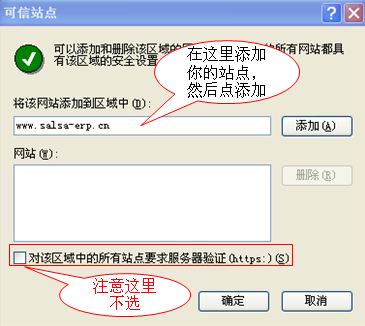 可信站点
可以添加和删除该区域的
的所有网站都具
有该区域的安全设置
在这里添加
你的站点,
然后点添加
将该网站添加到区域中(D):
www.salsa-erp.cn
添加(A)
网站(W):
删除(R)
对该区域中的所有站点要求服务器验证(https:)(S)
注意这里
不选
确定
取消